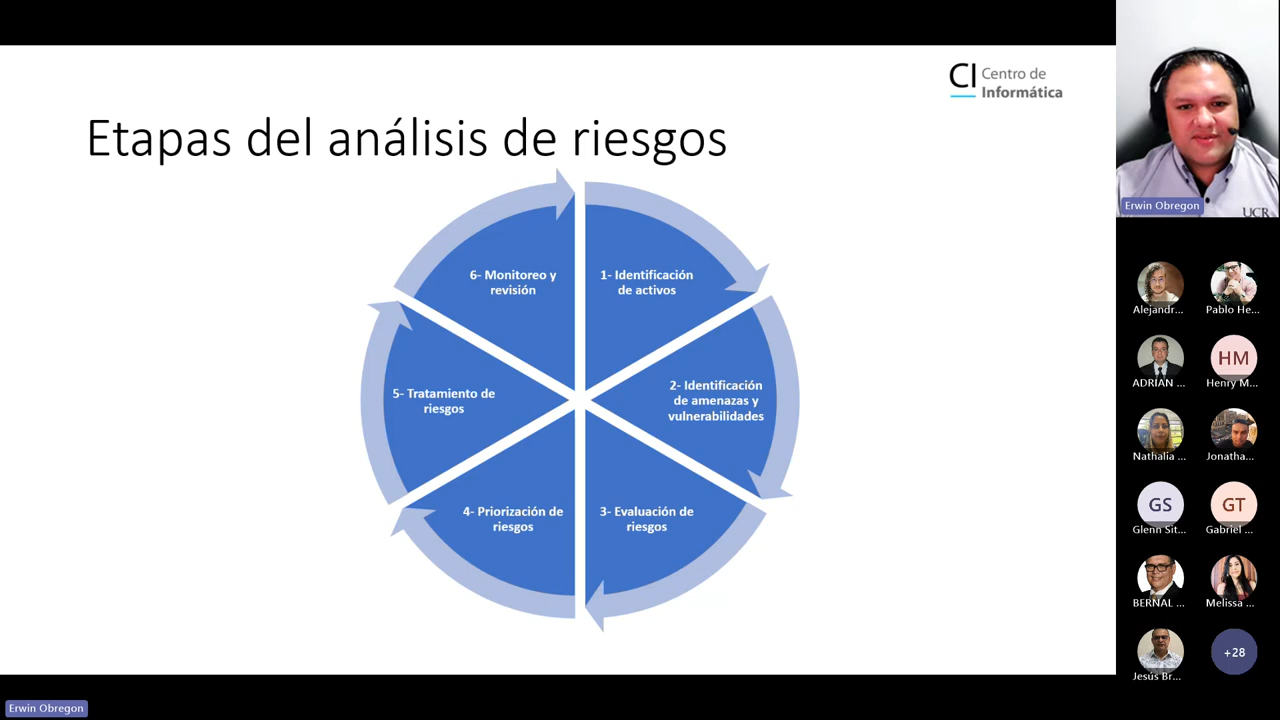 CI Centro de
Informática
Etapas del análisis de riesgos
6- Monitoreo y
revisión
1- Identificación
de activos
2- Identificación
de amenazas y
vulnerabilidades
3- Evaluación de
riesgos
4- Priorización de
riesgos
5- Tratamiento de
riesgos
UCR
Erwin Obregon
Alejandr...
Pablo He...
ADRÍAN ...
HM
Henry M...
Nathalia ...
Jonatha...
GS
Glenn Sit...
GT
Gabriel ...
BERNAL ...
Melissa ...
Jesús Br...
+28
Erwin Obregon